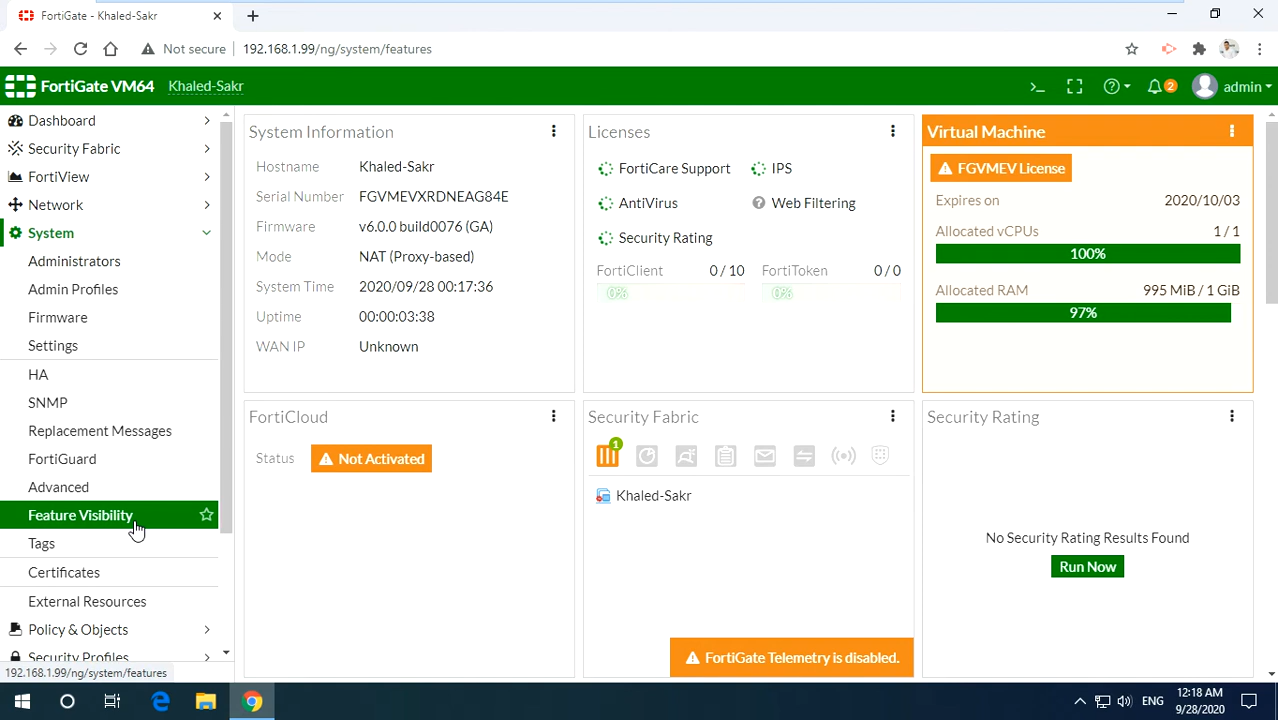 FortiGate - Khaled-Sakr
Not secure
192.168.1.99/ng/system/features
FortiGate VM64
Khaled-Sakr
2
admin
Dashboard
Security Fabric
FortiView
Network
System
Administrators
Admin Profiles
Firmware
Settings
HA
SNMP
Replacement Messages
FortiGuard
Advanced
Feature Visibility
Tags
Certificates
External Resources
Policy & Objects
Security Profiles
192.168.1.99/ng/system/features
System Information
Hostname Khaled-Sakr
Serial Number FGVMEVXRDNEAG84E
Firmware v6.0.0 build0076 (GA)
Mode NAT (Proxy-based)
System Time 2020/09/28 00:17:36
Uptime 00:00:03:38
WAN IP Unknown
Licenses
FortiCare Support IPS
AntiVirus Web Filtering
Security Rating
FortiClient 0 / 10 FortiToken 0 / 0
0% 0%
Virtual Machine
FGVMEV License
Expires on 2020/10/03
Allocated vCPUs 1 / 1
100%
Allocated RAM 995 MiB / 1 GiB
97%
FortiCloud
Status Not Activated
Security Fabric
1
Khaled-Sakr
FortiGate Telemetry is disabled.
Security Rating
No Security Rating Results Found
Run Now
ENG
12:18 AM
9/28/2020